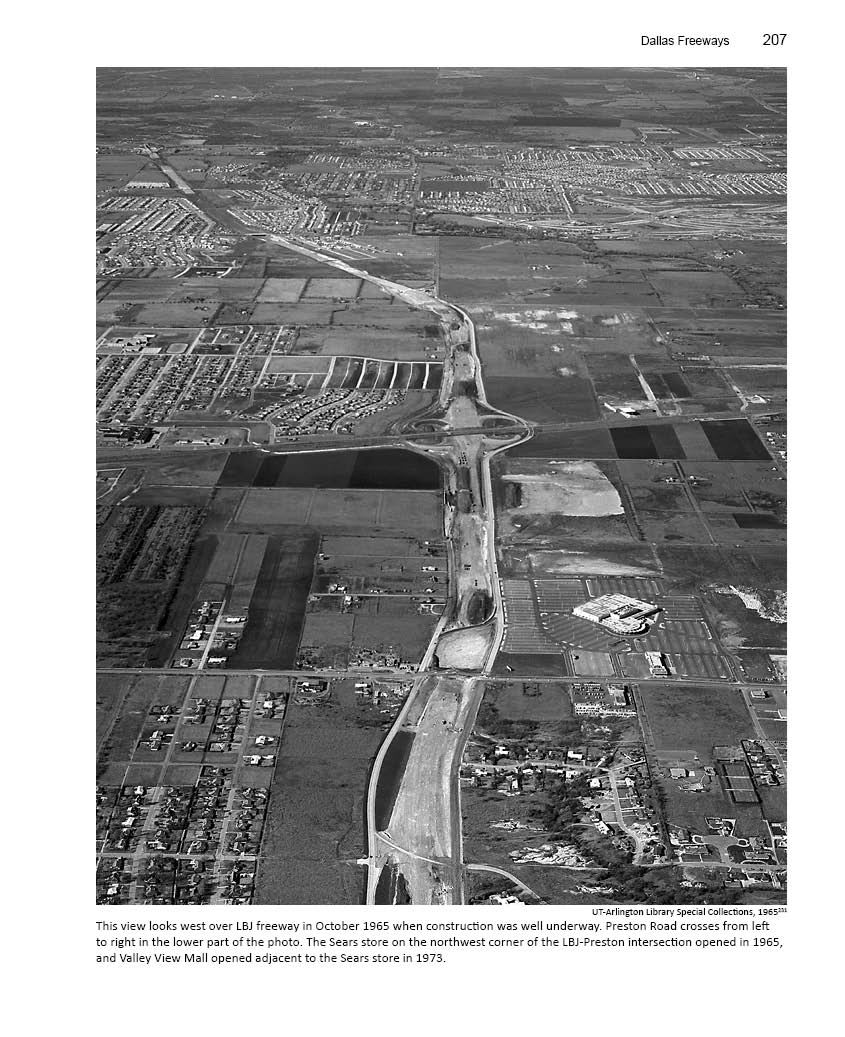 Dallas Freeways 207
UT-Arlington Library Special Collections, 1965²³¹
This view looks west over LBJ freeway in October 1965 when construction was well underway. Preston Road crosses from left
to right in the lower part of the photo. The Sears store on the northwest corner of the LBJ-Preston intersection opened in 1965,
and Valley View Mall opened adjacent to the Sears store in 1973.